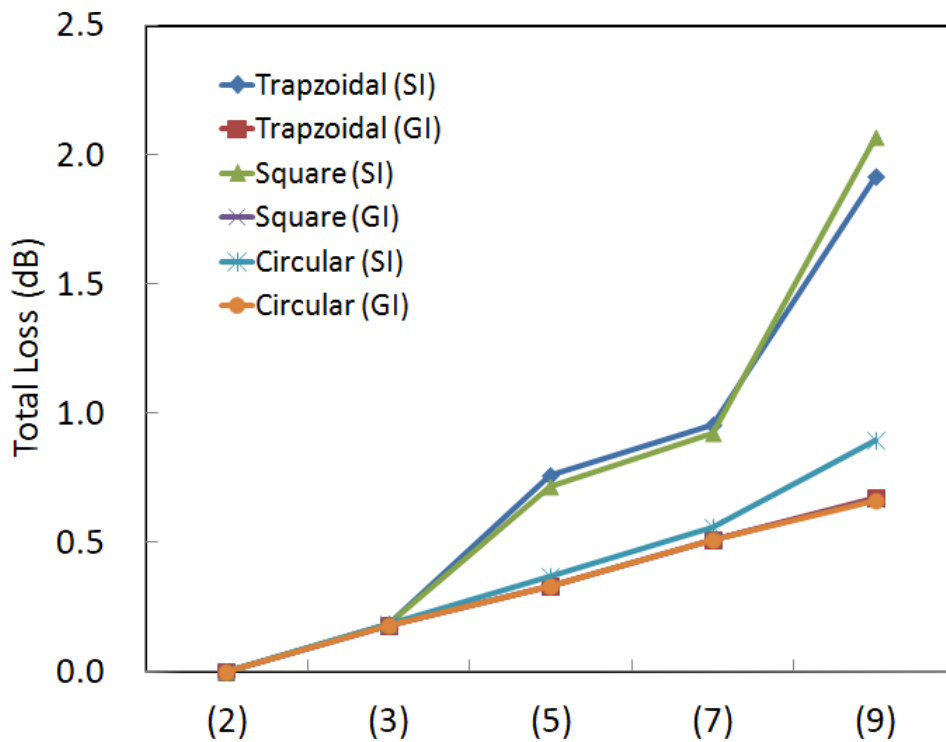 2.5
Trapzoidal (SI)
Trapzoidal (GI)
Square (SI)
Square (GI)
Circular (SI)
Circular (GI)
2.0
1.5
1.0
0.5
0.0
Total Loss (dB)
(2) (3) (5) (7) (9)